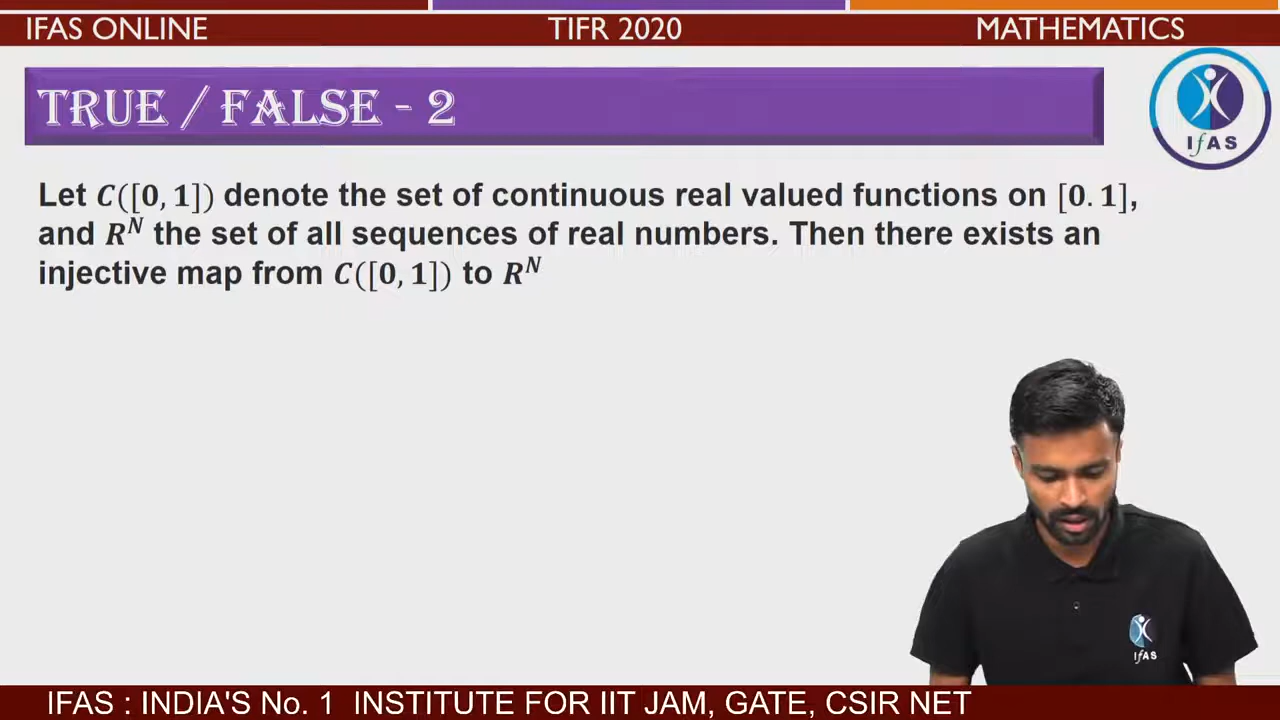 IFAS ONLINE TIFR 2020 MATHEMATICS
TRUE / FALSE - 2
IfAS
Let C([0, 1]) denote the set of continuous real valued functions on [0. 1],
and R^N the set of all sequences of real numbers. Then there exists an
injective map from C([0, 1]) to R^N
IfAS
IFAS : INDIA'S No. 1 INSTITUTE FOR IIT JAM, GATE, CSIR NET